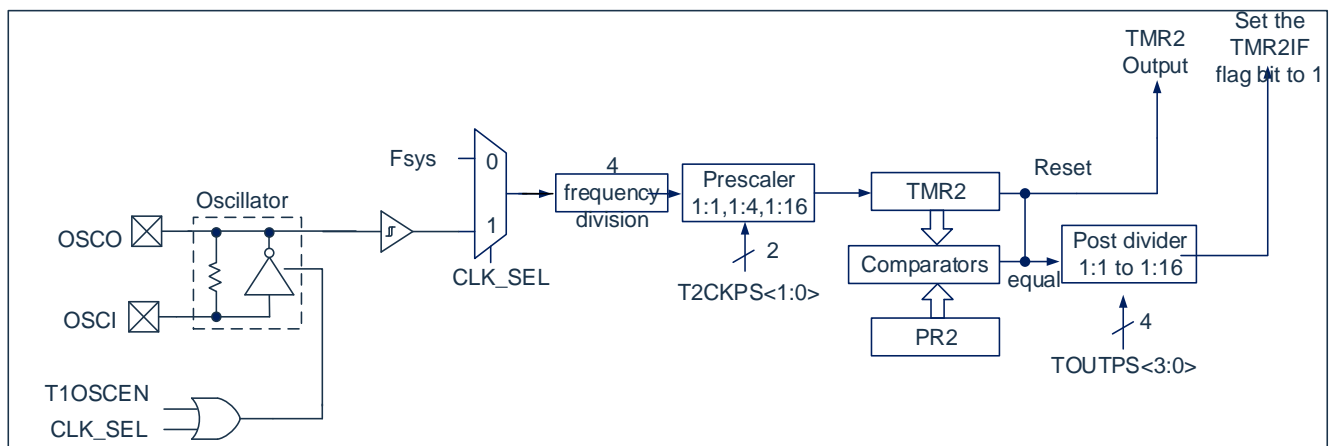 Set the
TMR2IF
flag bit to 1
TMR2
Output
Fsys
0
1
CLK_SEL
4
frequency
division
Prescaler
1:1,1:4,1:16
2
T2CKPS<1:0>
TMR2
Reset
Comparators
equal
PR2
Post divider
1:1 to 1:16
4
TOUTPS<3:0>
Oscillator
OSCO
OSCI
T1OSCEN
CLK_SEL